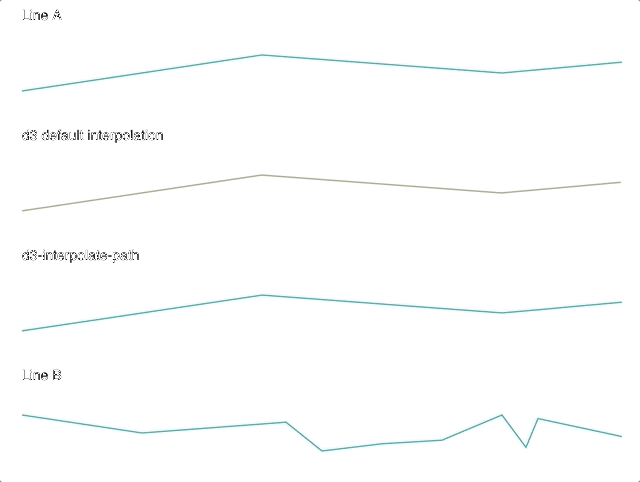 Line A
d3 default interpolation
d3-interpolate-path
Line B